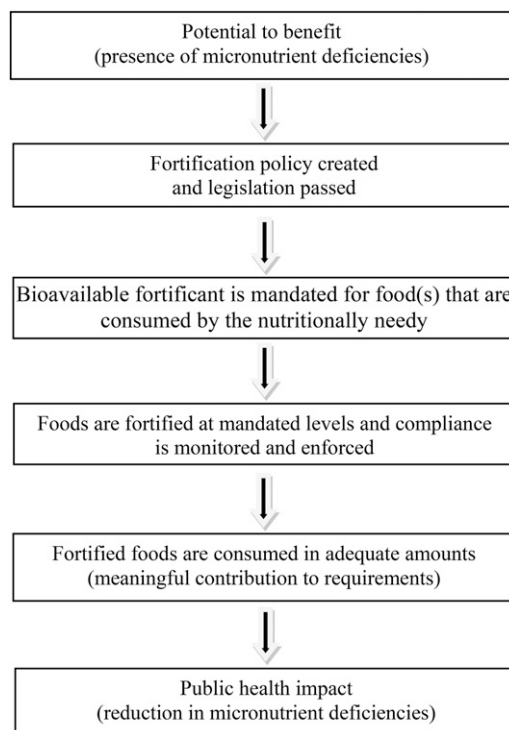 Potential to benefit
(presence of micronutrient deficiencies)
Fortification policy created
and legislation passed
Bioavailable fortificant is mandated for food(s) that are
consumed by the nutritionally needy
Foods are fortified at mandated levels and compliance
is monitored and enforced
Fortified foods are consumed in adequate amounts
(meaningful contribution to requirements)
Public health impact
(reduction in micronutrient deficiencies)